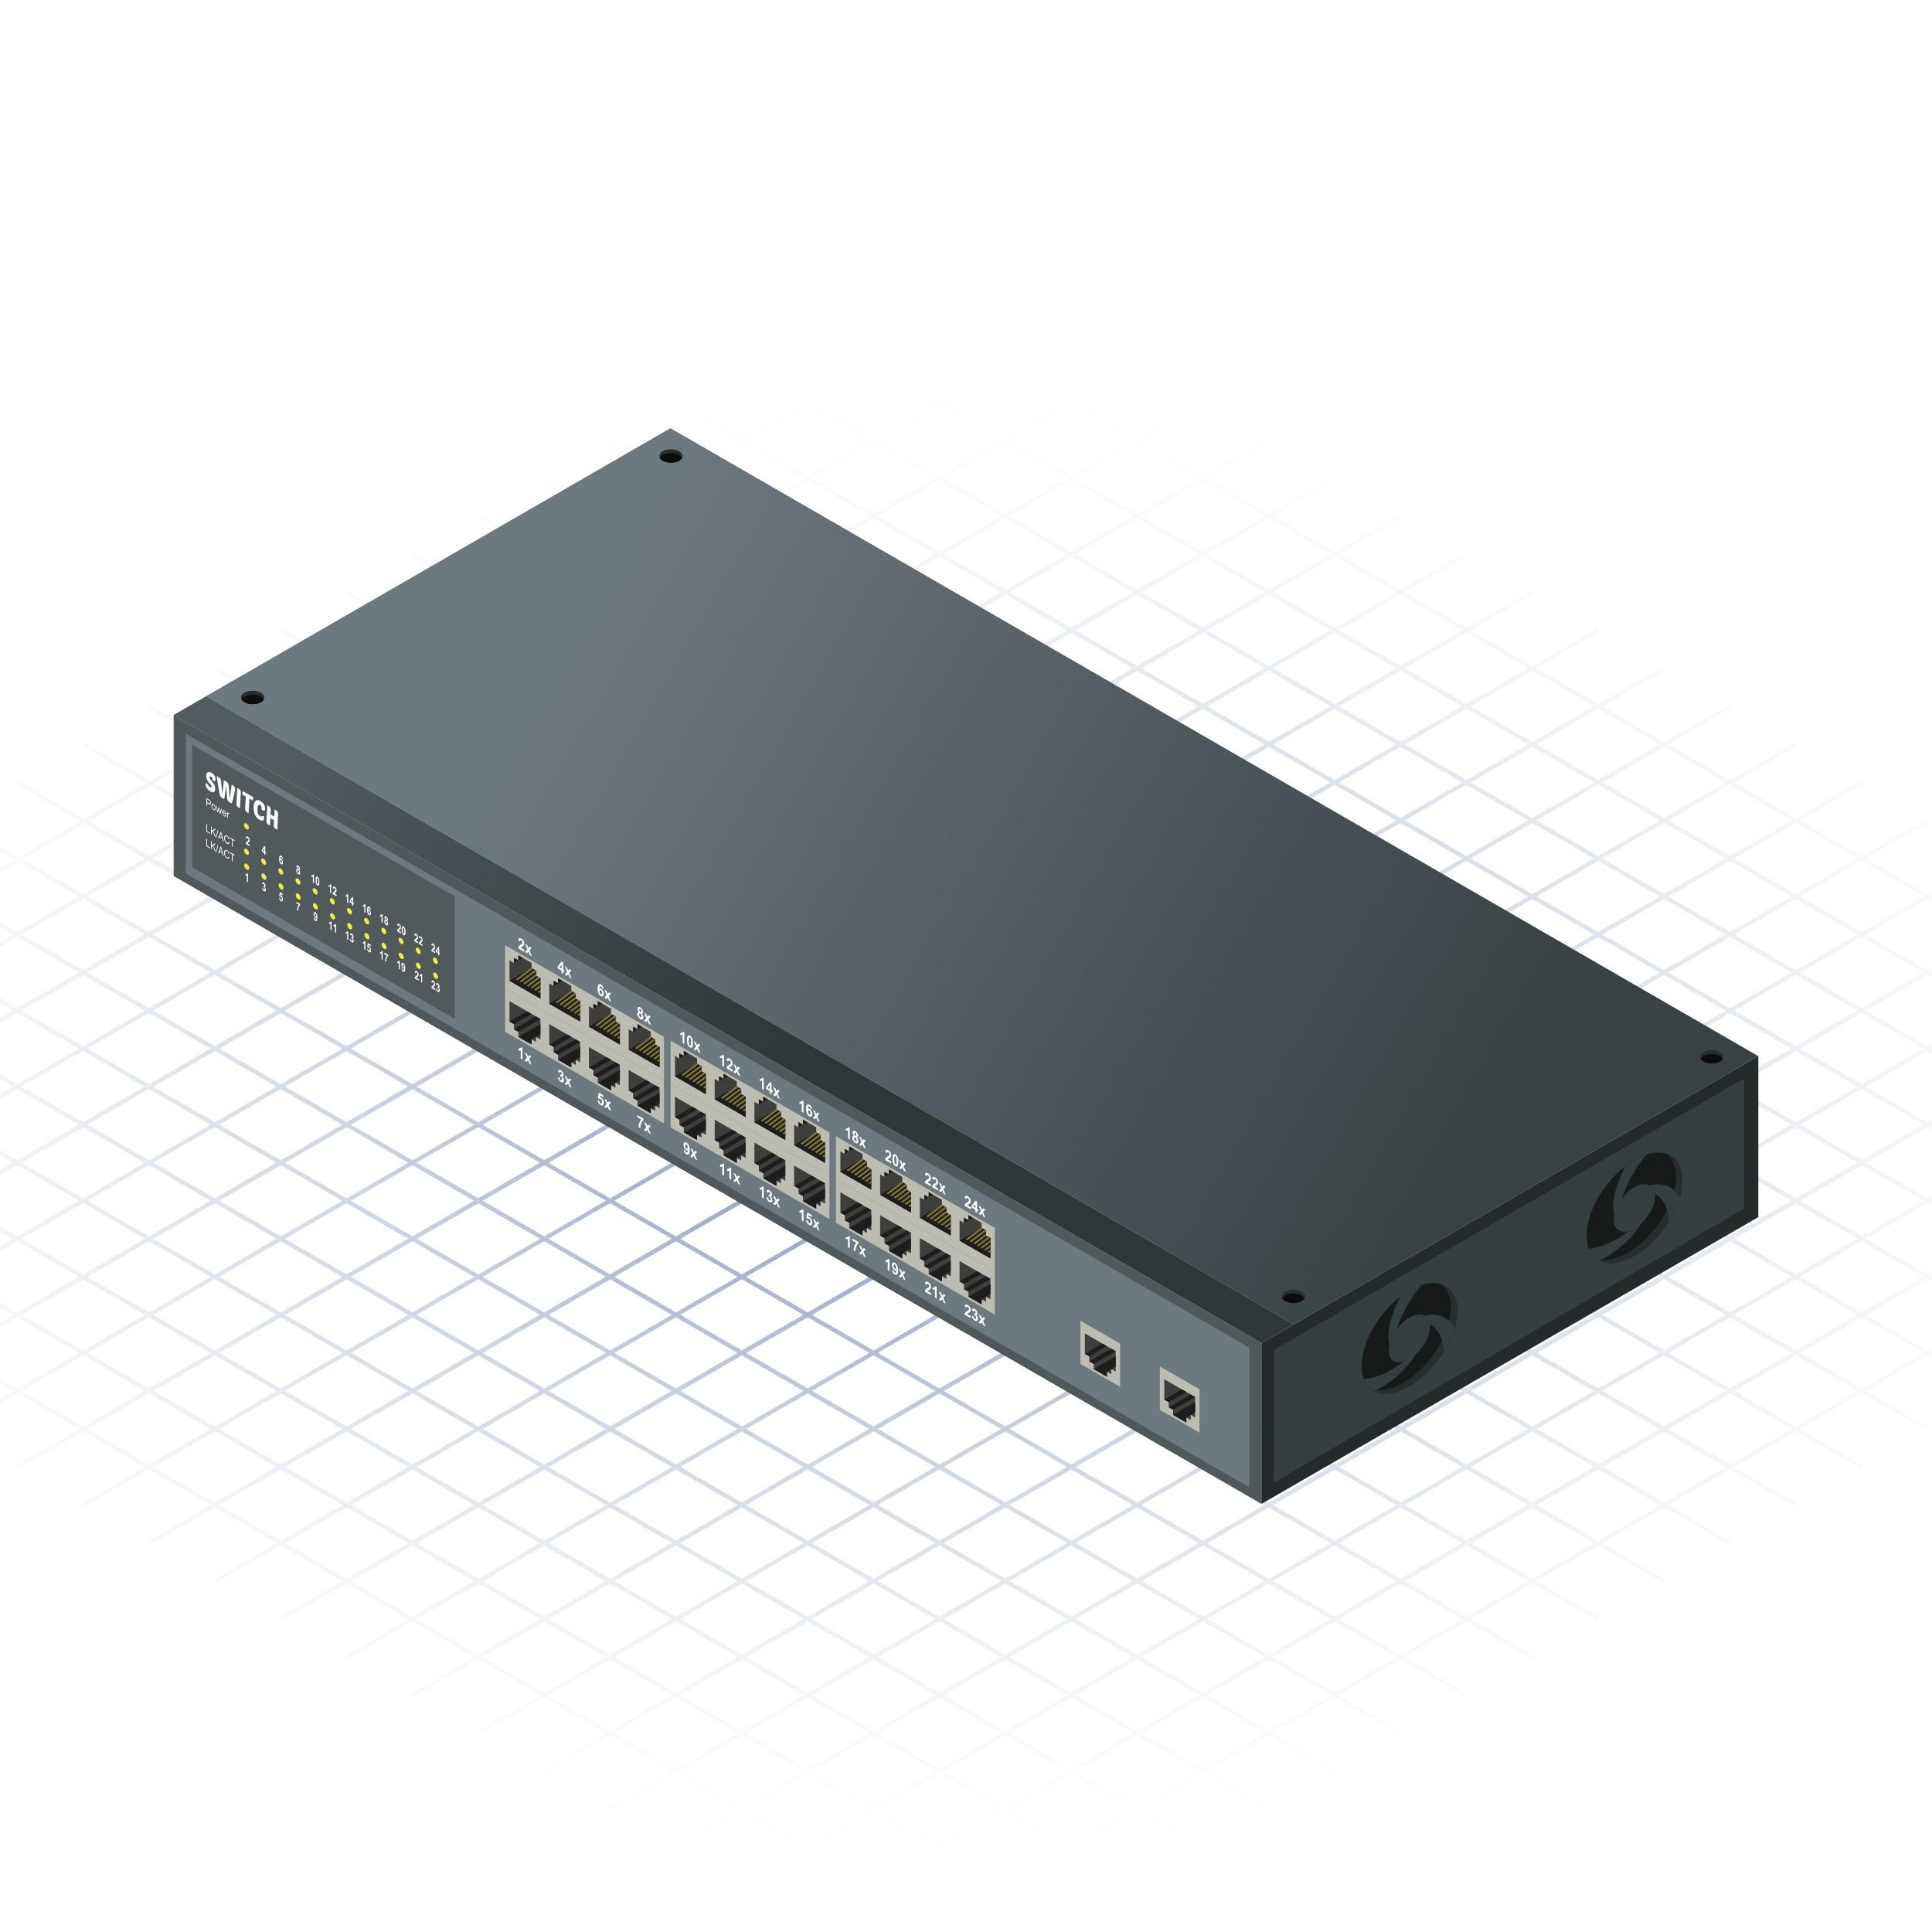 SWITCH
Power
2 4 6 8 10 12 14 16 18 20 22 24
LK/ACT
LK/ACT
1 3 5 7 9 11 13 15 17 19 21 23
2x 4x 6x 8x 10x 12x 14x 16x 18x 20x 22x 24x
1x 3x 5x 7x 9x 11x 13x 15x 17x 19x 21x 23x